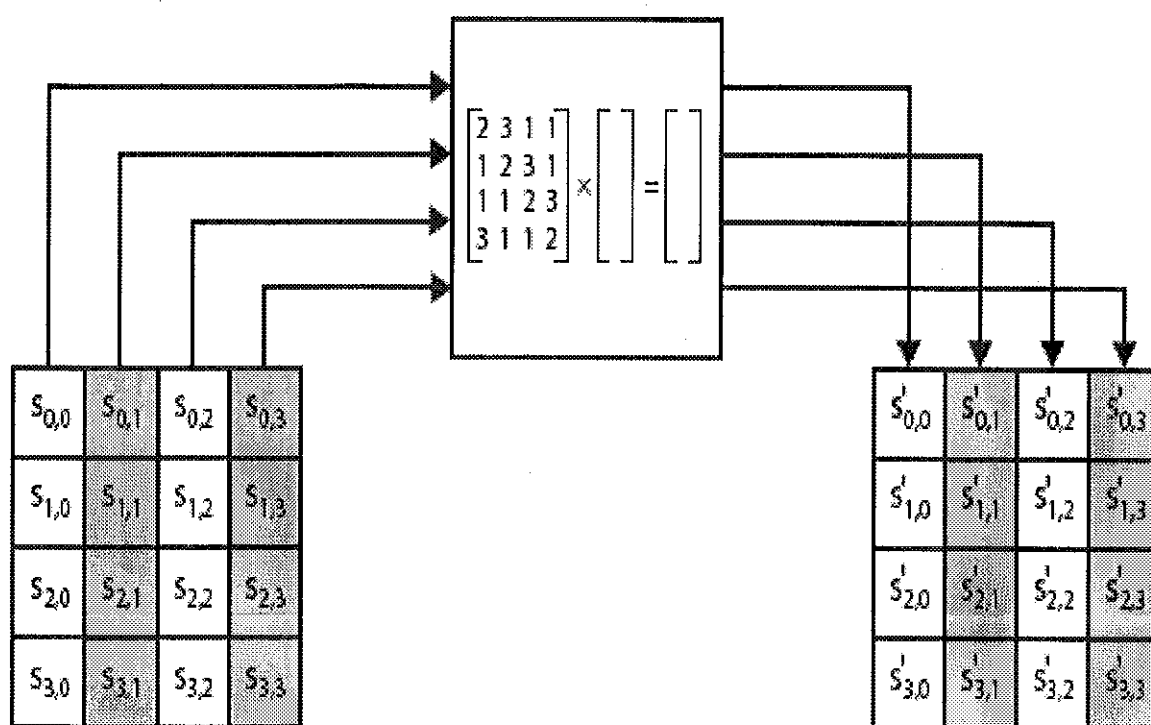 2 3 1 1
1 2 3 1
1 1 2 3
3 1 1 2
× =
S0,0 S0,1 S0,2 S0,3
S1,0 S1,1 S1,2 S1,3
S2,0 S2,1 S2,2 S2,3
S3,0 S3,1 S3,2 S3,3
S'0,0 S'0,1 S'0,2 S'0,3
S'1,0 S'1,1 S'1,2 S'1,3
S'2,0 S'2,1 S'2,2 S'2,3
S'3,0 S'3,1 S'3,2 S'3,3